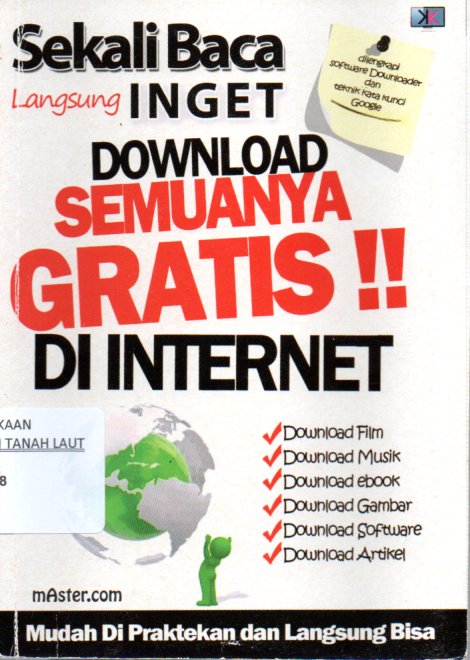 Sekali Baca
Langsung INGET
dilengkapi
software Downloader
dan
teknik kata kunci
Google
DOWNLOAD
SEMUANYA
GRATIS !!
DI INTERNET
KAAN
TANAH LAUT
8
Download Film
Download Musik
Download ebook
Download Gambar
Download Software
Download Artikel
mAster.com
Mudah Di Praktekan dan Langsung Bisa